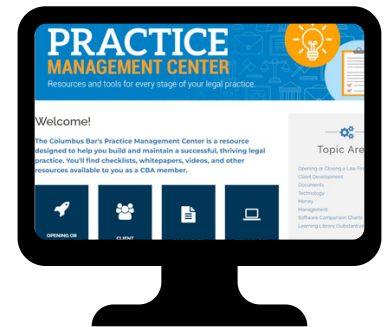 PRACTICE
MANAGEMENT CENTER
Resources and tools for every stage of your legal practice.
Welcome!
The Columbus Bar's Practice Management Center is a resource
designed to help you build and maintain a successful, thriving legal
practice. You'll find checklists, whitepapers, videos, and other
resources available to you as a CBA member.
OPENING OR
CLIENT
Topic Are
Opening or Closing a Law Fir
Client Development
Documents
Technology
Money
Management
Software Comparison Charts
Learning Library (Substantive